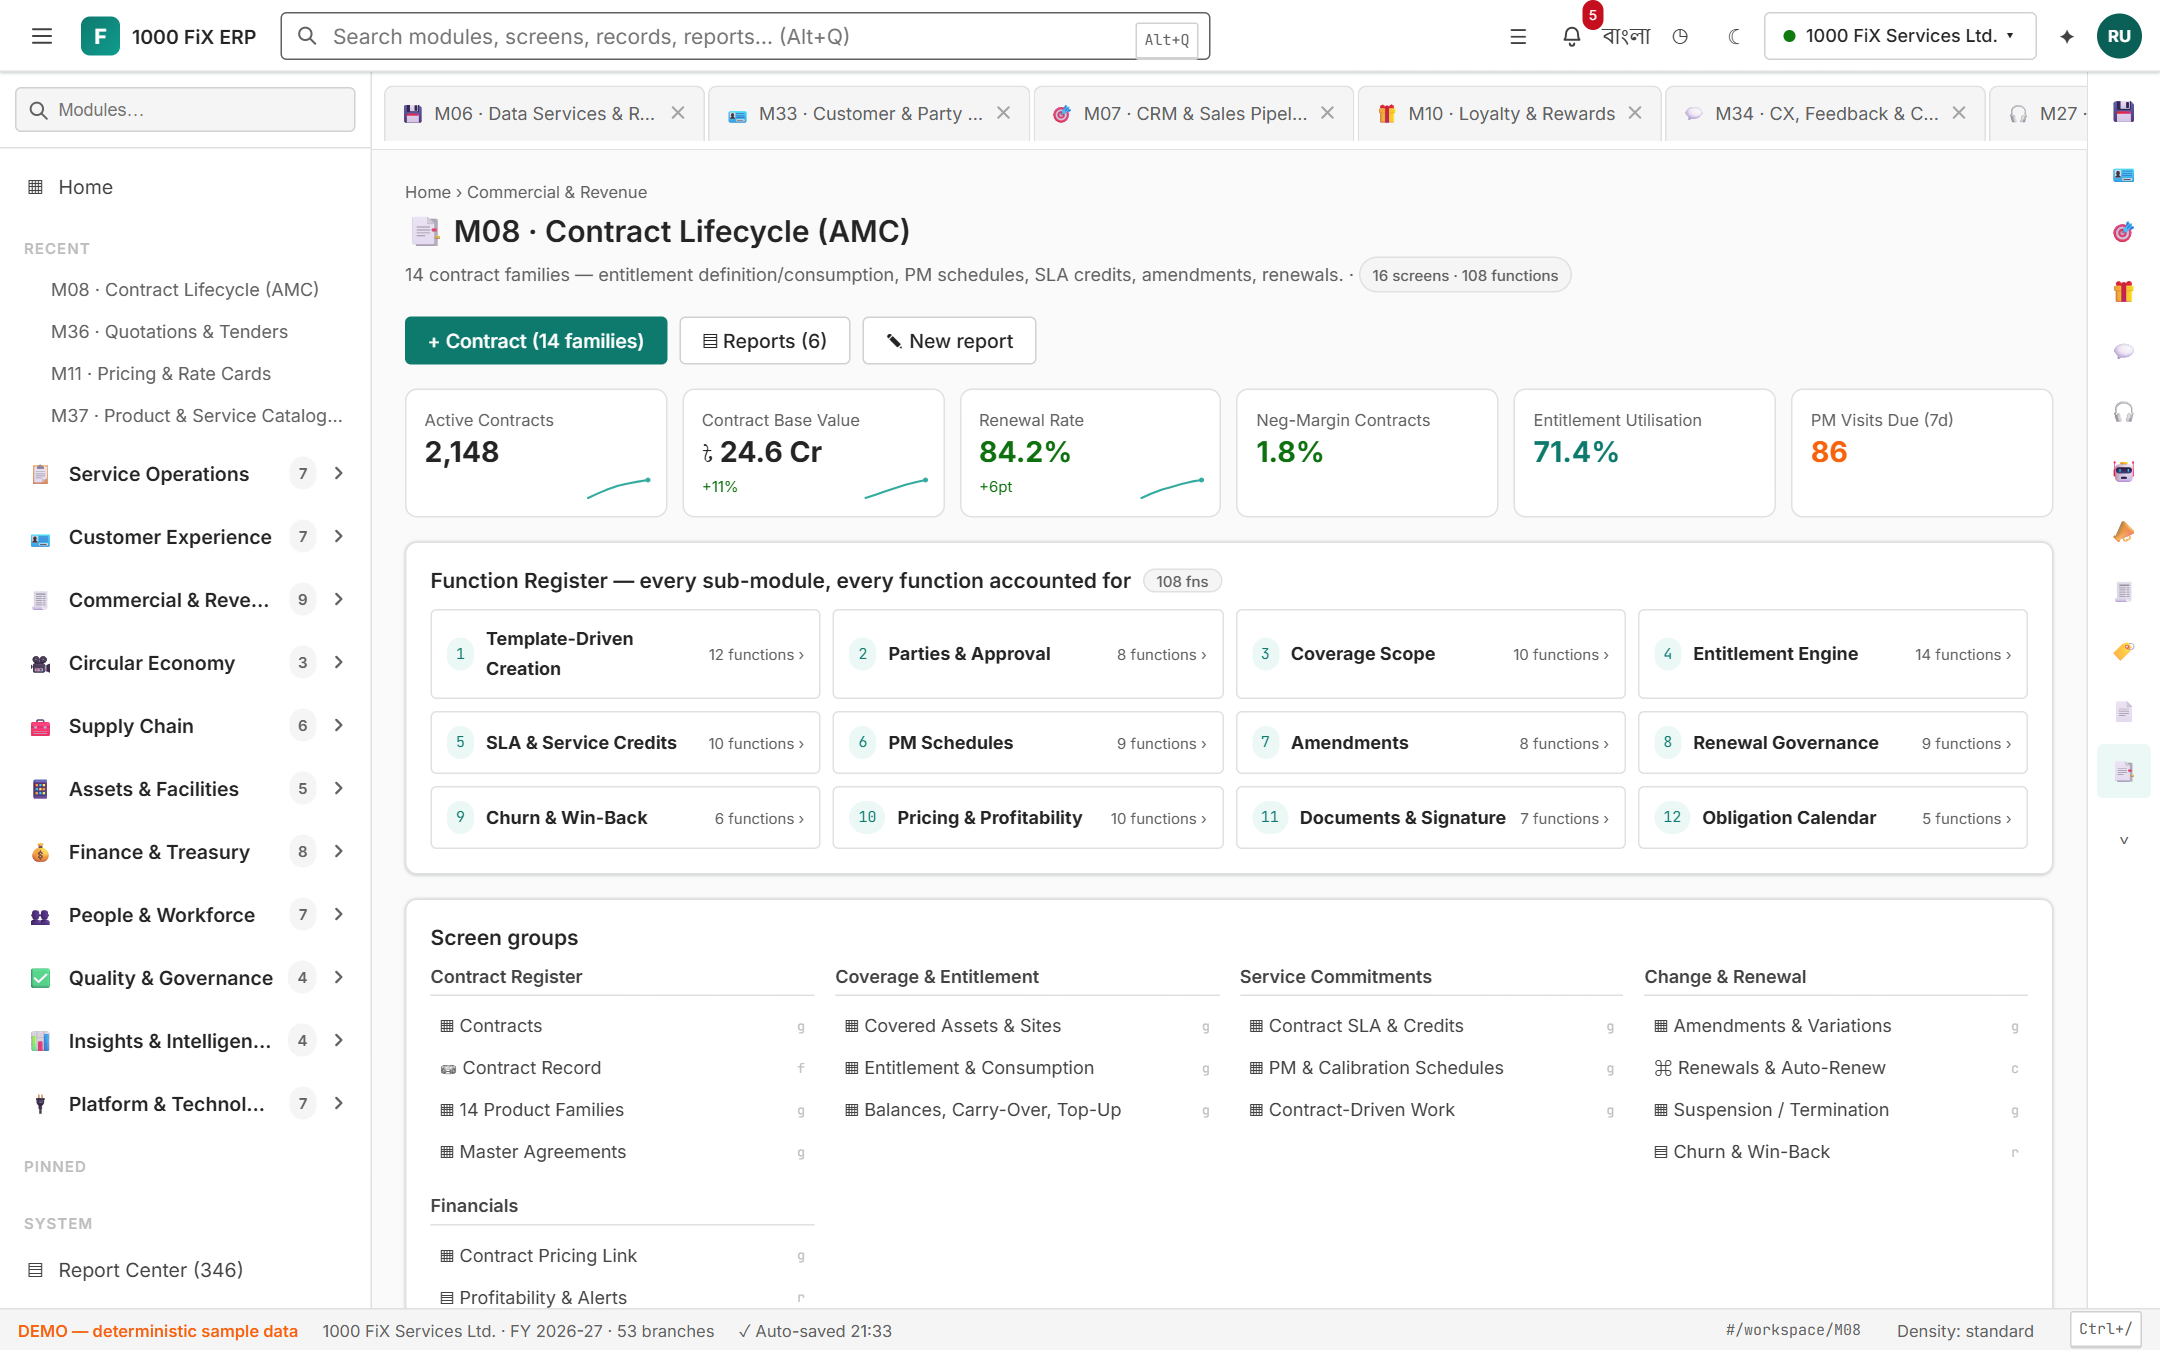 F 1000 FiX ERP
Search modules, screens, records, reports... (Alt+Q)
Alt+Q
5
বাংলা
1000 FiX Services Ltd.
RU
Modules...
Home
RECENT
M08 · Contract Lifecycle (AMC)
M36 · Quotations & Tenders
M11 · Pricing & Rate Cards
M37 · Product & Service Catalog...
Service Operations 7
Customer Experience 7
Commercial & Reve... 9
Circular Economy 3
Supply Chain 6
Assets & Facilities 5
Finance & Treasury 8
People & Workforce 7
Quality & Governance 4
Insights & Intelligen... 4
Platform & Technol... 7
PINNED
SYSTEM
Report Center (346)
M06 · Data Services & R...
M33 · Customer & Party ...
M07 · CRM & Sales Pipel...
M10 · Loyalty & Rewards
M34 · CX, Feedback & C...
M27 ·
Home › Commercial & Revenue
M08 · Contract Lifecycle (AMC)
14 contract families — entitlement definition/consumption, PM schedules, SLA credits, amendments, renewals. · 16 screens · 108 functions
+ Contract (14 families)
Reports (6)
New report
Active Contracts
2,148
Contract Base Value
৳ 24.6 Cr
+11%
Renewal Rate
84.2%
+6pt
Neg-Margin Contracts
1.8%
Entitlement Utilisation
71.4%
PM Visits Due (7d)
86
Function Register — every sub-module, every function accounted for 108 fns
1 Template-Driven Creation 12 functions ›
2 Parties & Approval 8 functions ›
3 Coverage Scope 10 functions ›
4 Entitlement Engine 14 functions ›
5 SLA & Service Credits 10 functions ›
6 PM Schedules 9 functions ›
7 Amendments 8 functions ›
8 Renewal Governance 9 functions ›
9 Churn & Win-Back 6 functions ›
10 Pricing & Profitability 10 functions ›
11 Documents & Signature 7 functions ›
12 Obligation Calendar 5 functions ›
Screen groups
Contract Register
Contracts g
Contract Record f
14 Product Families g
Master Agreements g
Coverage & Entitlement
Covered Assets & Sites g
Entitlement & Consumption g
Balances, Carry-Over, Top-Up g
Service Commitments
Contract SLA & Credits g
PM & Calibration Schedules g
Contract-Driven Work g
Change & Renewal
Amendments & Variations g
Renewals & Auto-Renew c
Suspension / Termination g
Churn & Win-Back r
Financials
Contract Pricing Link g
Profitability & Alerts r
DEMO — deterministic sample data
1000 FiX Services Ltd. · FY 2026-27 · 53 branches
✓ Auto-saved 21:33
#/workspace/M08
Density: standard
Ctrl+/